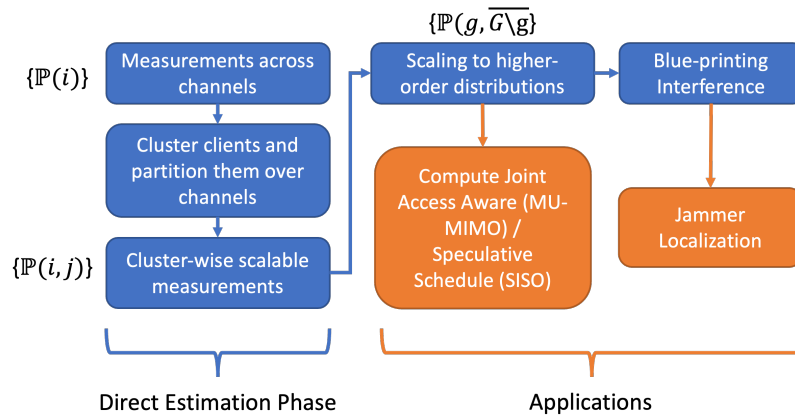 {ℙ(g, \overline{G\g}}
{ℙ(i)}
Measurements across
channels
Cluster clients and
partition them over
channels
{ℙ(i, j)}
Cluster-wise scalable
measurements
Scaling to higher-
order distributions
Blue-printing
Interference
Compute Joint
Access Aware (MU-
MIMO) /
Speculative
Schedule (SISO)
Jammer
Localization
Direct Estimation Phase
Applications